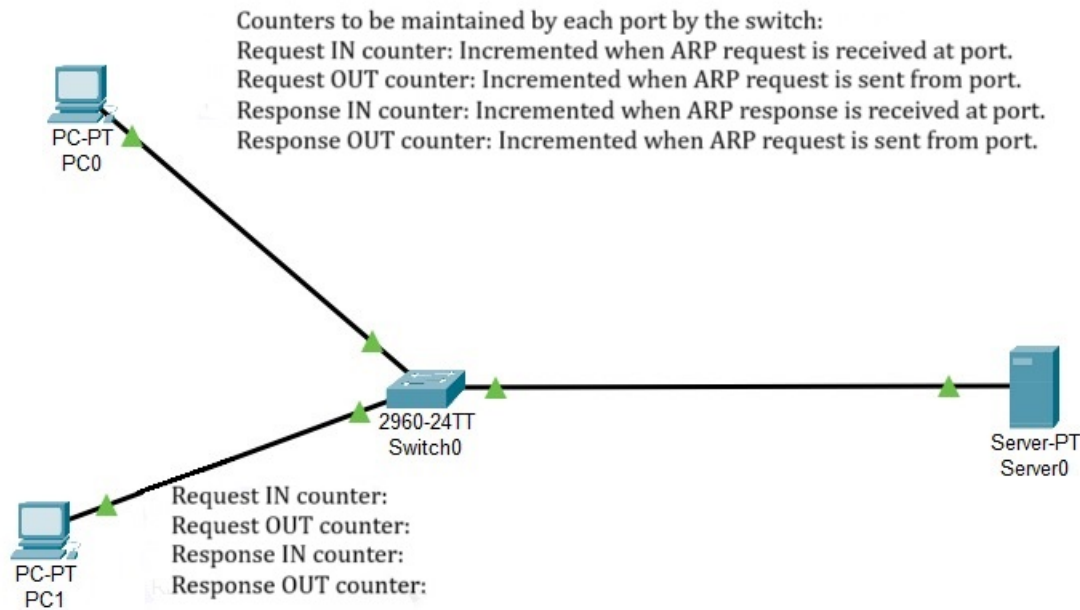 Counters to be maintained by each port by the switch:
Request IN counter: Incremented when ARP request is received at port.
Request OUT counter: Incremented when ARP request is sent from port.
Response IN counter: Incremented when ARP response is received at port.
Response OUT counter: Incremented when ARP request is sent from port.
PC-PT
PC0
2960-24TT
Switch0
Server-PT
Server0
Request IN counter:
Request OUT counter:
Response IN counter:
Response OUT counter:
PC-PT
PC1